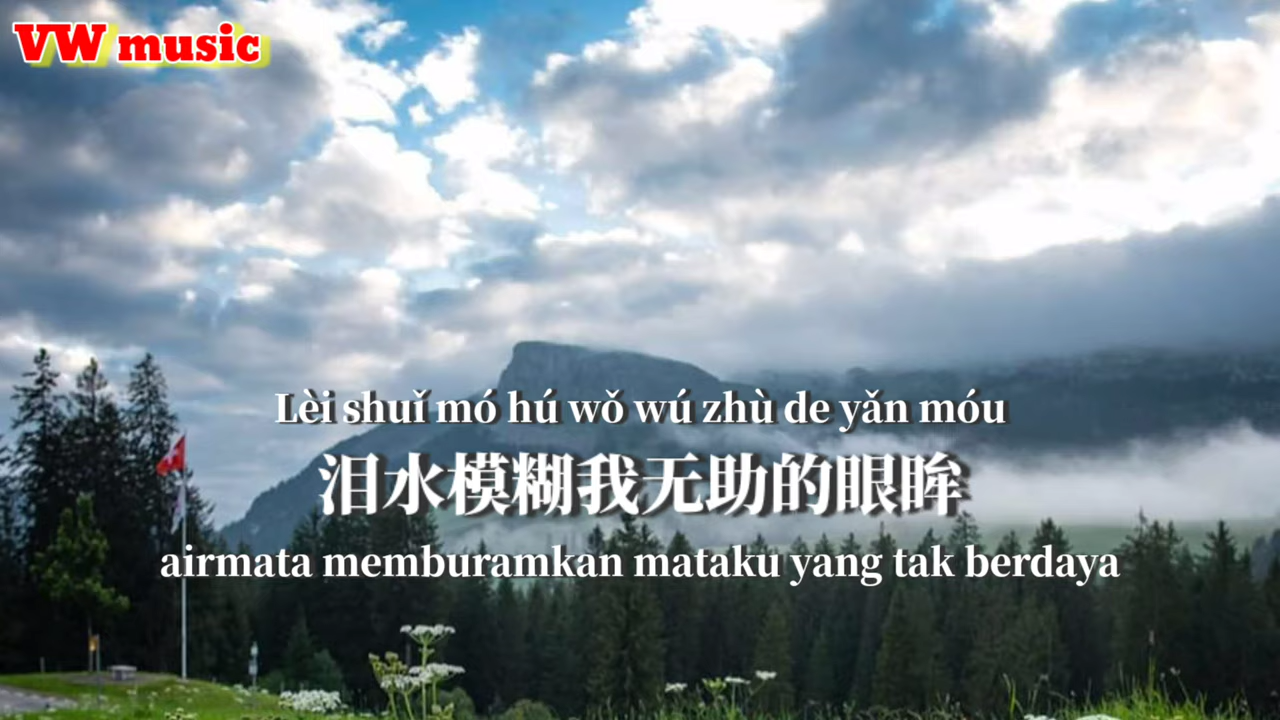 VW music
Lèi shuǐ mó hú wǒ wú zhù de yǎn móu
泪水模糊我无助的眼眸
airmata memburamkan mataku yang tak berdaya